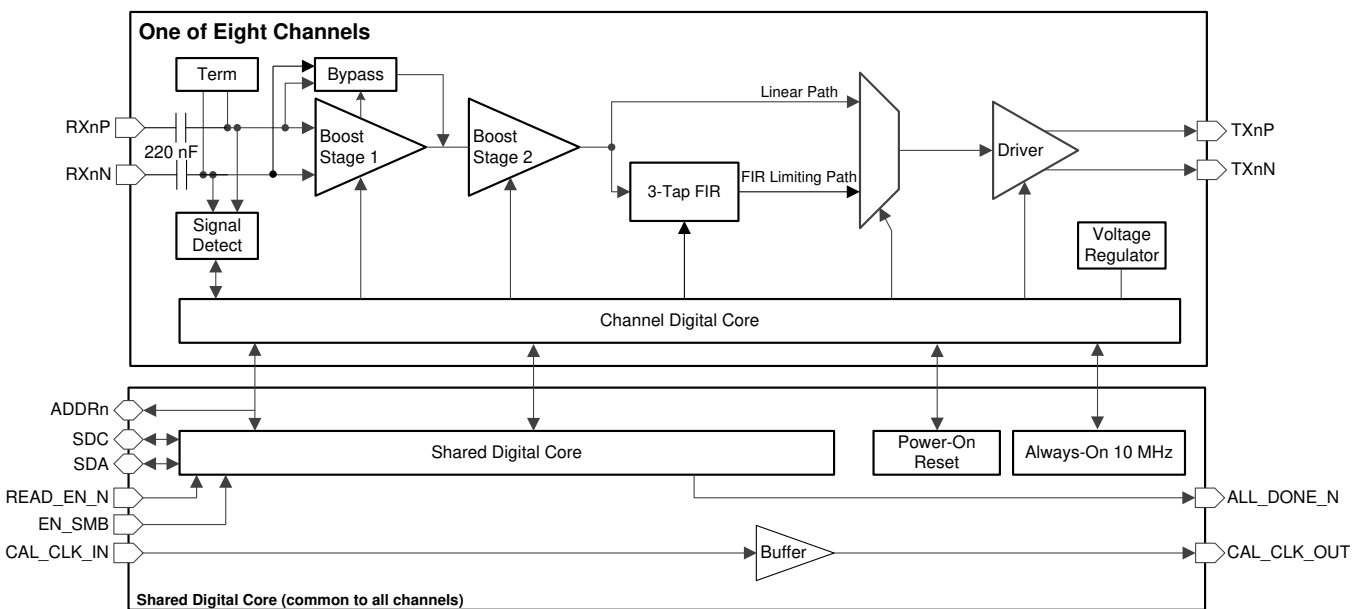 One of Eight Channels
Term
Bypass
Linear Path
RXnP
220 nF
RXnN
Boost
Stage 1
Boost
Stage 2
3-Tap FIR
FIR Limiting Path
Driver
TXnP
TXnN
Signal
Detect
Voltage
Regulator
Channel Digital Core
ADDRn
SDC
SDA
READ_EN_N
EN_SMB
CAL_CLK_IN
Shared Digital Core
Power-On
Reset
Always-On 10 MHz
ALL_DONE_N
Buffer
CAL_CLK_OUT
Shared Digital Core (common to all channels)